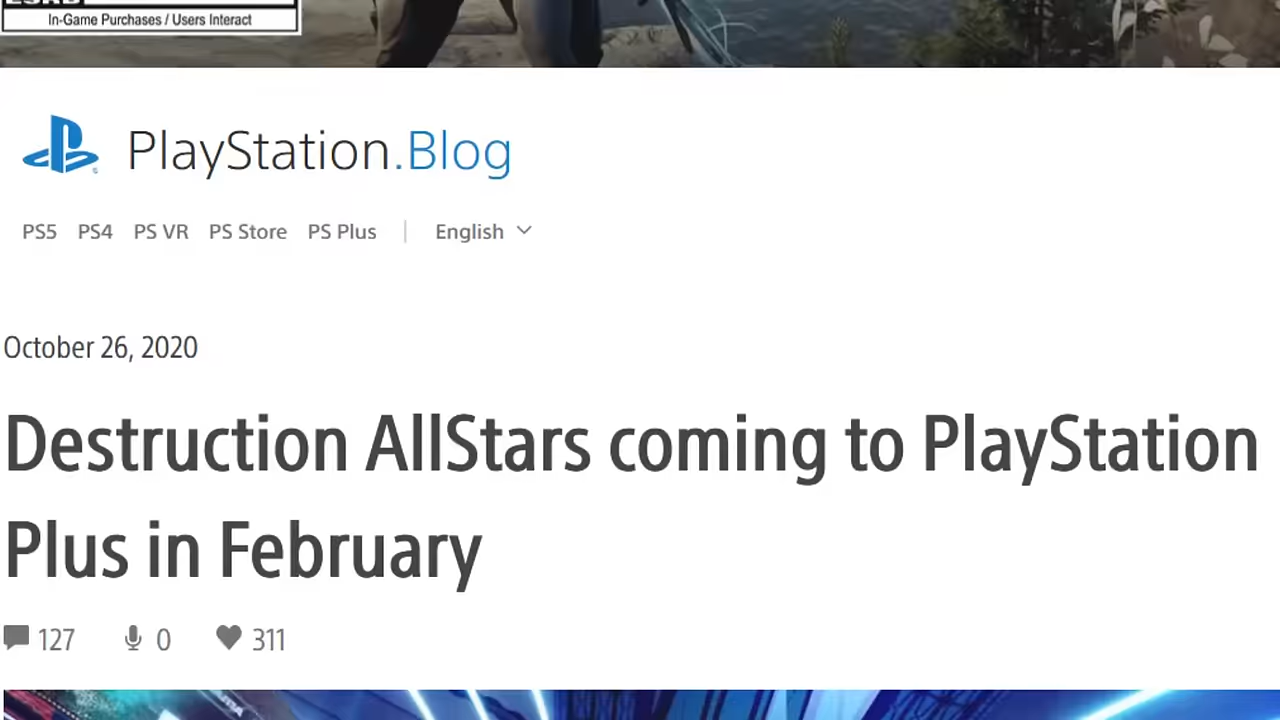 In-Game Purchases / Users Interact
PlayStation.Blog
PS5 PS4 PS VR PS Store PS Plus | English
October 26, 2020
Destruction AllStars coming to PlayStation
Plus in February
127 0 311